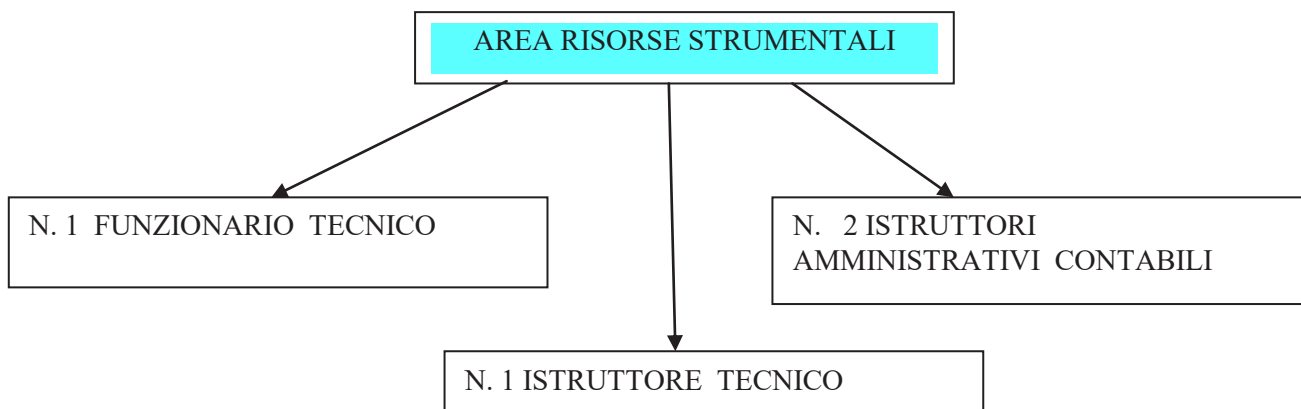 AREA RISORSE STRUMENTALI
N. 1 FUNZIONARIO TECNICO
N. 2 ISTRUTTORI
AMMINISTRATIVI CONTABILI
N. 1 ISTRUTTORE TECNICO